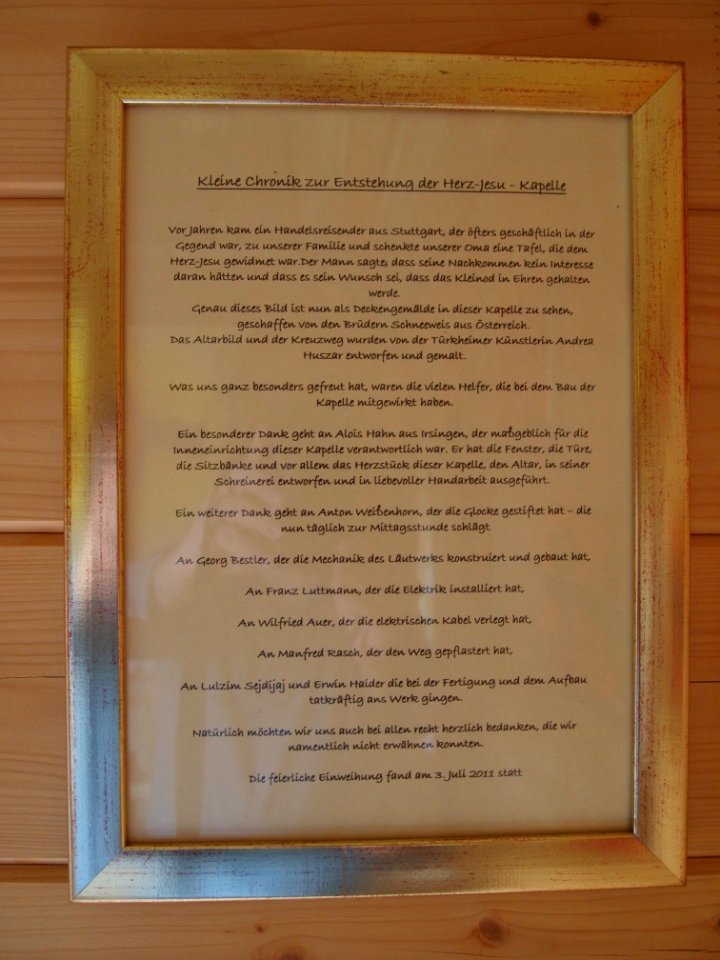 Kleine Chronik zur Entstehung der Herz-Jesu - Kapelle
Vor Jahren kam ein Handelsreisender aus Stuttgart, der öfters geschäftlich in der
Gegend war, zu unserer Familie und schenkte unserer Oma eine Tafel, die dem
Herz-Jesu gewidmet war.Der Mann sagte, dass seine Nachkommen kein Interesse
daran hätten und dass es sein Wunsch sei, dass das Kleinod in Ehren gehalten
werde.
Genau dieses Bild ist nun als Deckengemälde in dieser Kapelle zu sehen,
geschaffen von den Brüdern Schneeweis aus Österreich.
Das Altarbild und der Kreuzweg wurden von der Türkheimer Künstlerin Andrea
Huszar entworfen und gemalt.
Was uns ganz besonders gefreut hat, waren die vielen Helfer, die bei dem Bau der
Kapelle mitgewirkt haben.
Ein besonderer Dank geht an Alois Hahn aus Irsingen, der maßgeblich für die
Inneneinrichtung dieser Kapelle verantwortlich war. Er hat die Fenster, die Türe,
die Sitzbänke und vor allem das Herzstück dieser Kapelle, den Altar, in seiner
Schreinerei entworfen und in liebevoller Handarbeit ausgeführt.
Ein weiterer Dank geht an Anton Weißenhorn, der die Glocke gestiftet hat – die
nun täglich zur Mittagsstunde schlägt
An Georg Bestler, der die Mechanik des Läutwerks konstruiert und gebaut hat,
An Franz Luttmann, der die Elektrik installiert hat,
An Wilfried Auer, der die elektrischen Kabel verlegt hat,
An Manfred Rasch, der den Weg gepflastert hat,
An Lulzim Sejdijaj und Erwin Haider die bei der Fertigung und dem Aufbau
tatkräftig ans Werk gingen.
Natürlich möchten wir uns auch bei allen recht herzlich bedanken, die wir
namentlich nicht erwähnen konnten.
Die feierliche Einweihung fand am 3. Juli 2011 statt